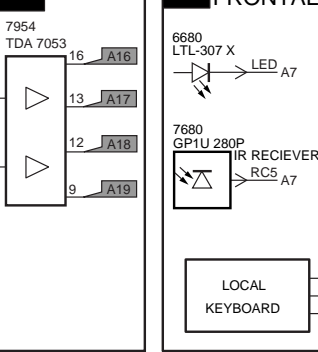 7954
TDA 7053
16 A16
13 A17
12 A18
9 A19
FRONTAL
6680
LTL-307 X
LED A7
7680
GP1U 280P
IR RECIEVER
RC5 A7
LOCAL
KEYBOARD